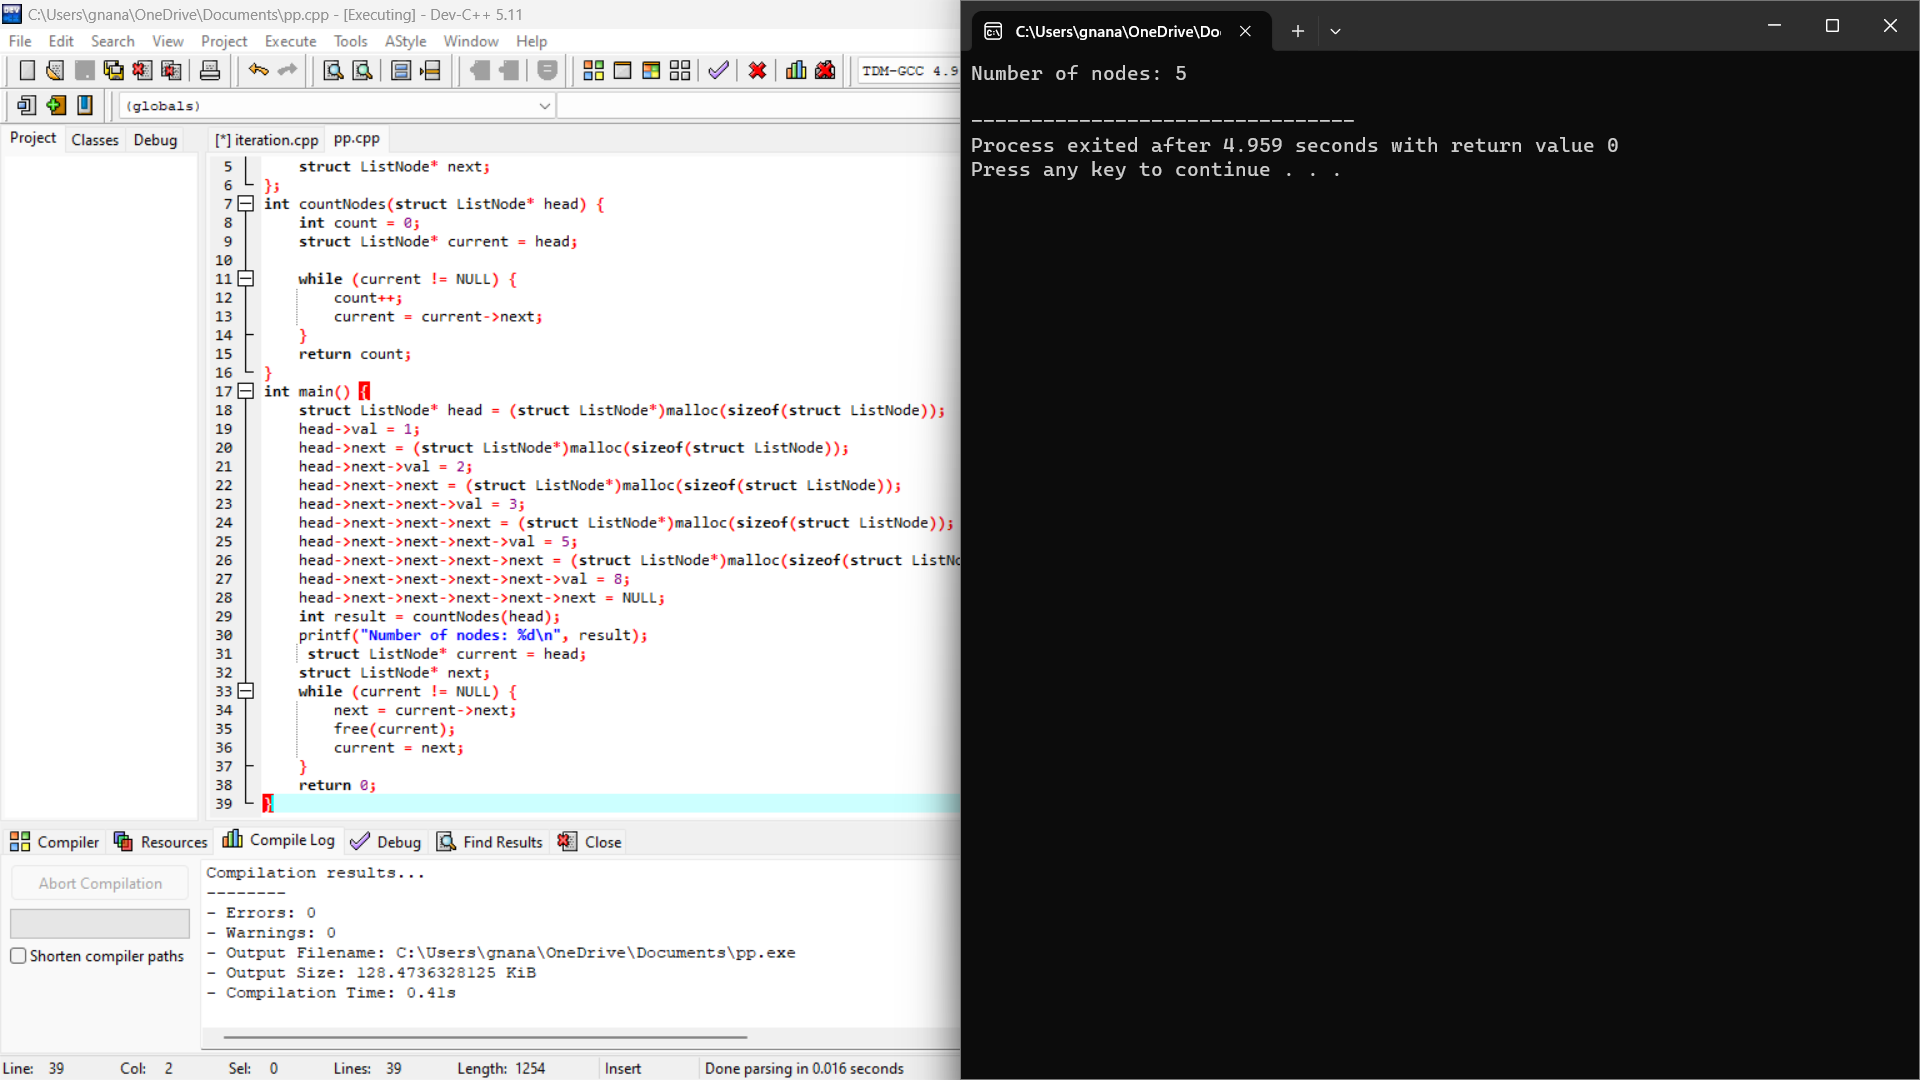 C:\Users\gnana\OneDrive\Documents\pp.cpp - [Executing] - Dev-C++ 5.11
File Edit Search View Project Execute Tools AStyle Window Help
TDM-GCC 4.9
(globals)
Project Classes Debug
[*] iteration.cpp pp.cpp
5 struct ListNode* next;
6 };
7 int countNodes(struct ListNode* head) {
8 int count = 0;
9 struct ListNode* current = head;
10
11 while (current != NULL) {
12 count++;
13 current = current->next;
14 }
15 return count;
16 }
17 int main() {
18 struct ListNode* head = (struct ListNode*)malloc(sizeof(struct ListNode));
19 head->val = 1;
20 head->next = (struct ListNode*)malloc(sizeof(struct ListNode));
21 head->next->val = 2;
22 head->next->next = (struct ListNode*)malloc(sizeof(struct ListNode));
23 head->next->next->val = 3;
24 head->next->next->next = (struct ListNode*)malloc(sizeof(struct ListNode));
25 head->next->next->next->val = 5;
26 head->next->next->next->next = (struct ListNode*)malloc(sizeof(struct ListNo
27 head->next->next->next->next->val = 8;
28 head->next->next->next->next->next = NULL;
29 int result = countNodes(head);
30 printf("Number of nodes: %d\n", result);
31 struct ListNode* current = head;
32 struct ListNode* next;
33 while (current != NULL) {
34 next = current->next;
35 free(current);
36 current = next;
37 }
38 return 0;
39 }
Compiler Resources Compile Log Debug Find Results Close
Abort Compilation
Shorten compiler paths
Compilation results...
--------
- Errors: 0
- Warnings: 0
- Output Filename: C:\Users\gnana\OneDrive\Documents\pp.exe
- Output Size: 128.4736328125 KiB
- Compilation Time: 0.41s
Line: 39 Col: 2 Sel: 0 Lines: 39 Length: 1254 Insert Done parsing in 0.016 seconds
C:\Users\gnana\OneDrive\Do
Number of nodes: 5
--------------------------------
Process exited after 4.959 seconds with return value 0
Press any key to continue . . .